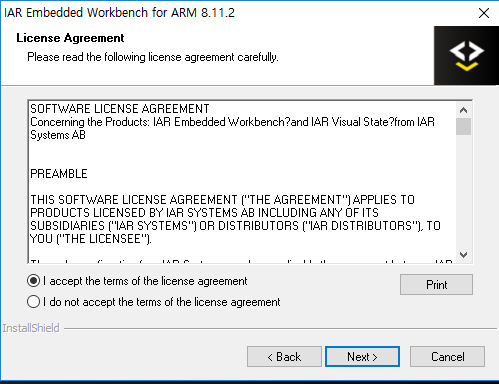 IAR Embedded Workbench for ARM 8.11.2
License Agreement
Please read the following license agreement carefully.
SOFTWARE LICENSE AGREEMENT
Concerning the Products: IAR Embedded Workbench?and IAR Visual State?from IAR
Systems AB
PREAMBLE
THIS SOFTWARE LICENSE AGREEMENT ("THE AGREEMENT") APPLIES TO
PRODUCTS LICENSED BY IAR SYSTEMS AB INCLUDING ANY OF ITS
SUBSIDIARIES ("IAR SYSTEMS") OR DISTRIBUTORS ("IAR DISTRIBUTORS"), TO
YOU ("THE LICENSEE").
I accept the terms of the license agreement
Print
I do not accept the terms of the license agreement
InstallShield
< Back
Next >
Cancel